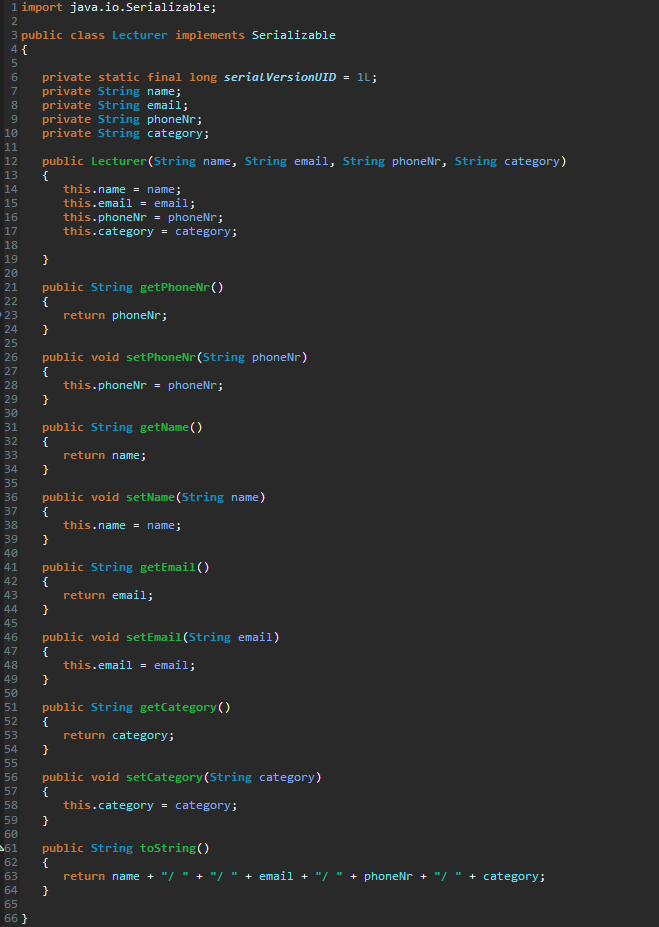 1 import java.io.Serializable;
2
3 public class Lecturer implements Serializable
4 {
5
6    private static final long serialVersionUID = 1L;
7    private String name;
8    private String email;
9    private String phoneNr;
10    private String category;
11
12    public Lecturer(String name, String email, String phoneNr, String category)
13    {
14       this.name = name;
15       this.email = email;
16       this.phoneNr = phoneNr;
17       this.category = category;
18
19    }
20
21    public String getPhoneNr()
22    {
23       return phoneNr;
24    }
25
26    public void setPhoneNr(String phoneNr)
27    {
28       this.phoneNr = phoneNr;
29    }
30
31    public String getName()
32    {
33       return name;
34    }
35
36    public void setName(String name)
37    {
38       this.name = name;
39    }
40
41    public String getEmail()
42    {
43       return email;
44    }
45
46    public void setEmail(String email)
47    {
48       this.email = email;
49    }
50
51    public String getCategory()
52    {
53       return category;
54    }
55
56    public void setCategory(String category)
57    {
58       this.category = category;
59    }
60
61    public String toString()
62    {
63       return name + "/ " + "/ " + email + "/ " + phoneNr + "/ " + category;
64    }
65
66 }